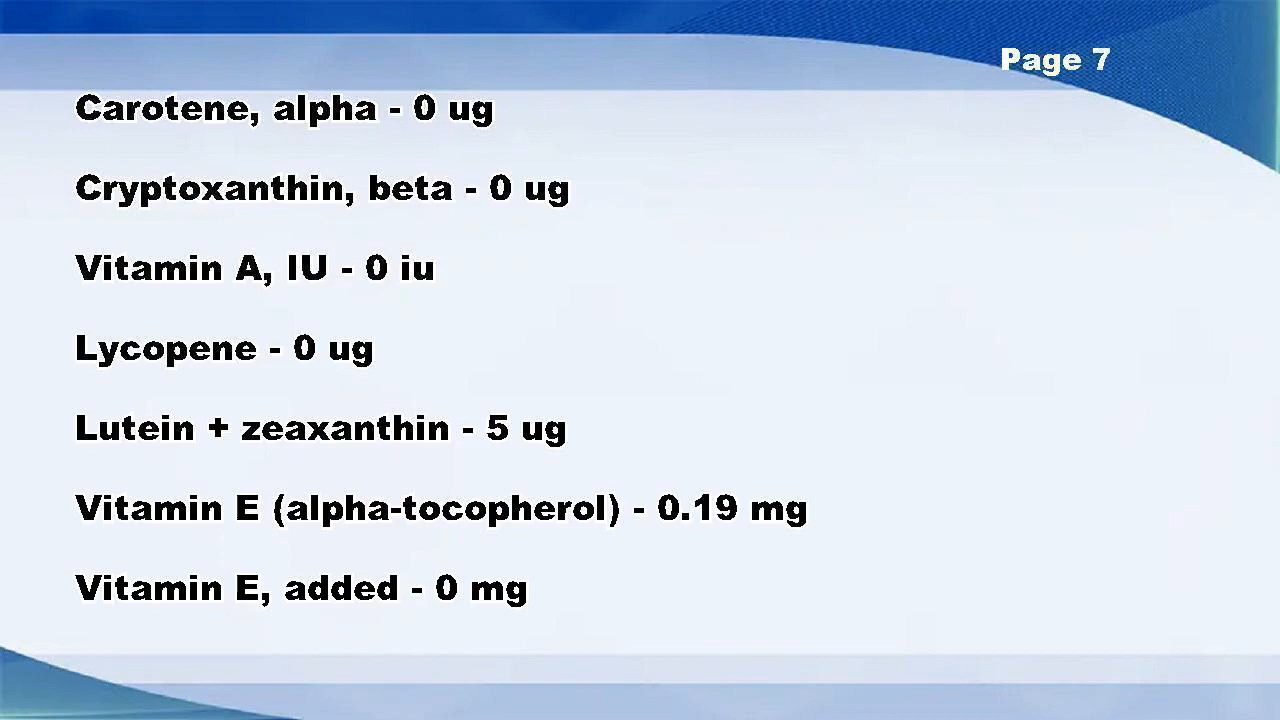 Page 7
Carotene, alpha - 0 ug
Cryptoxanthin, beta - 0 ug
Vitamin A, IU - 0 iu
Lycopene - 0 ug
Lutein + zeaxanthin - 5 ug
Vitamin E (alpha-tocopherol) - 0.19 mg
Vitamin E, added - 0 mg